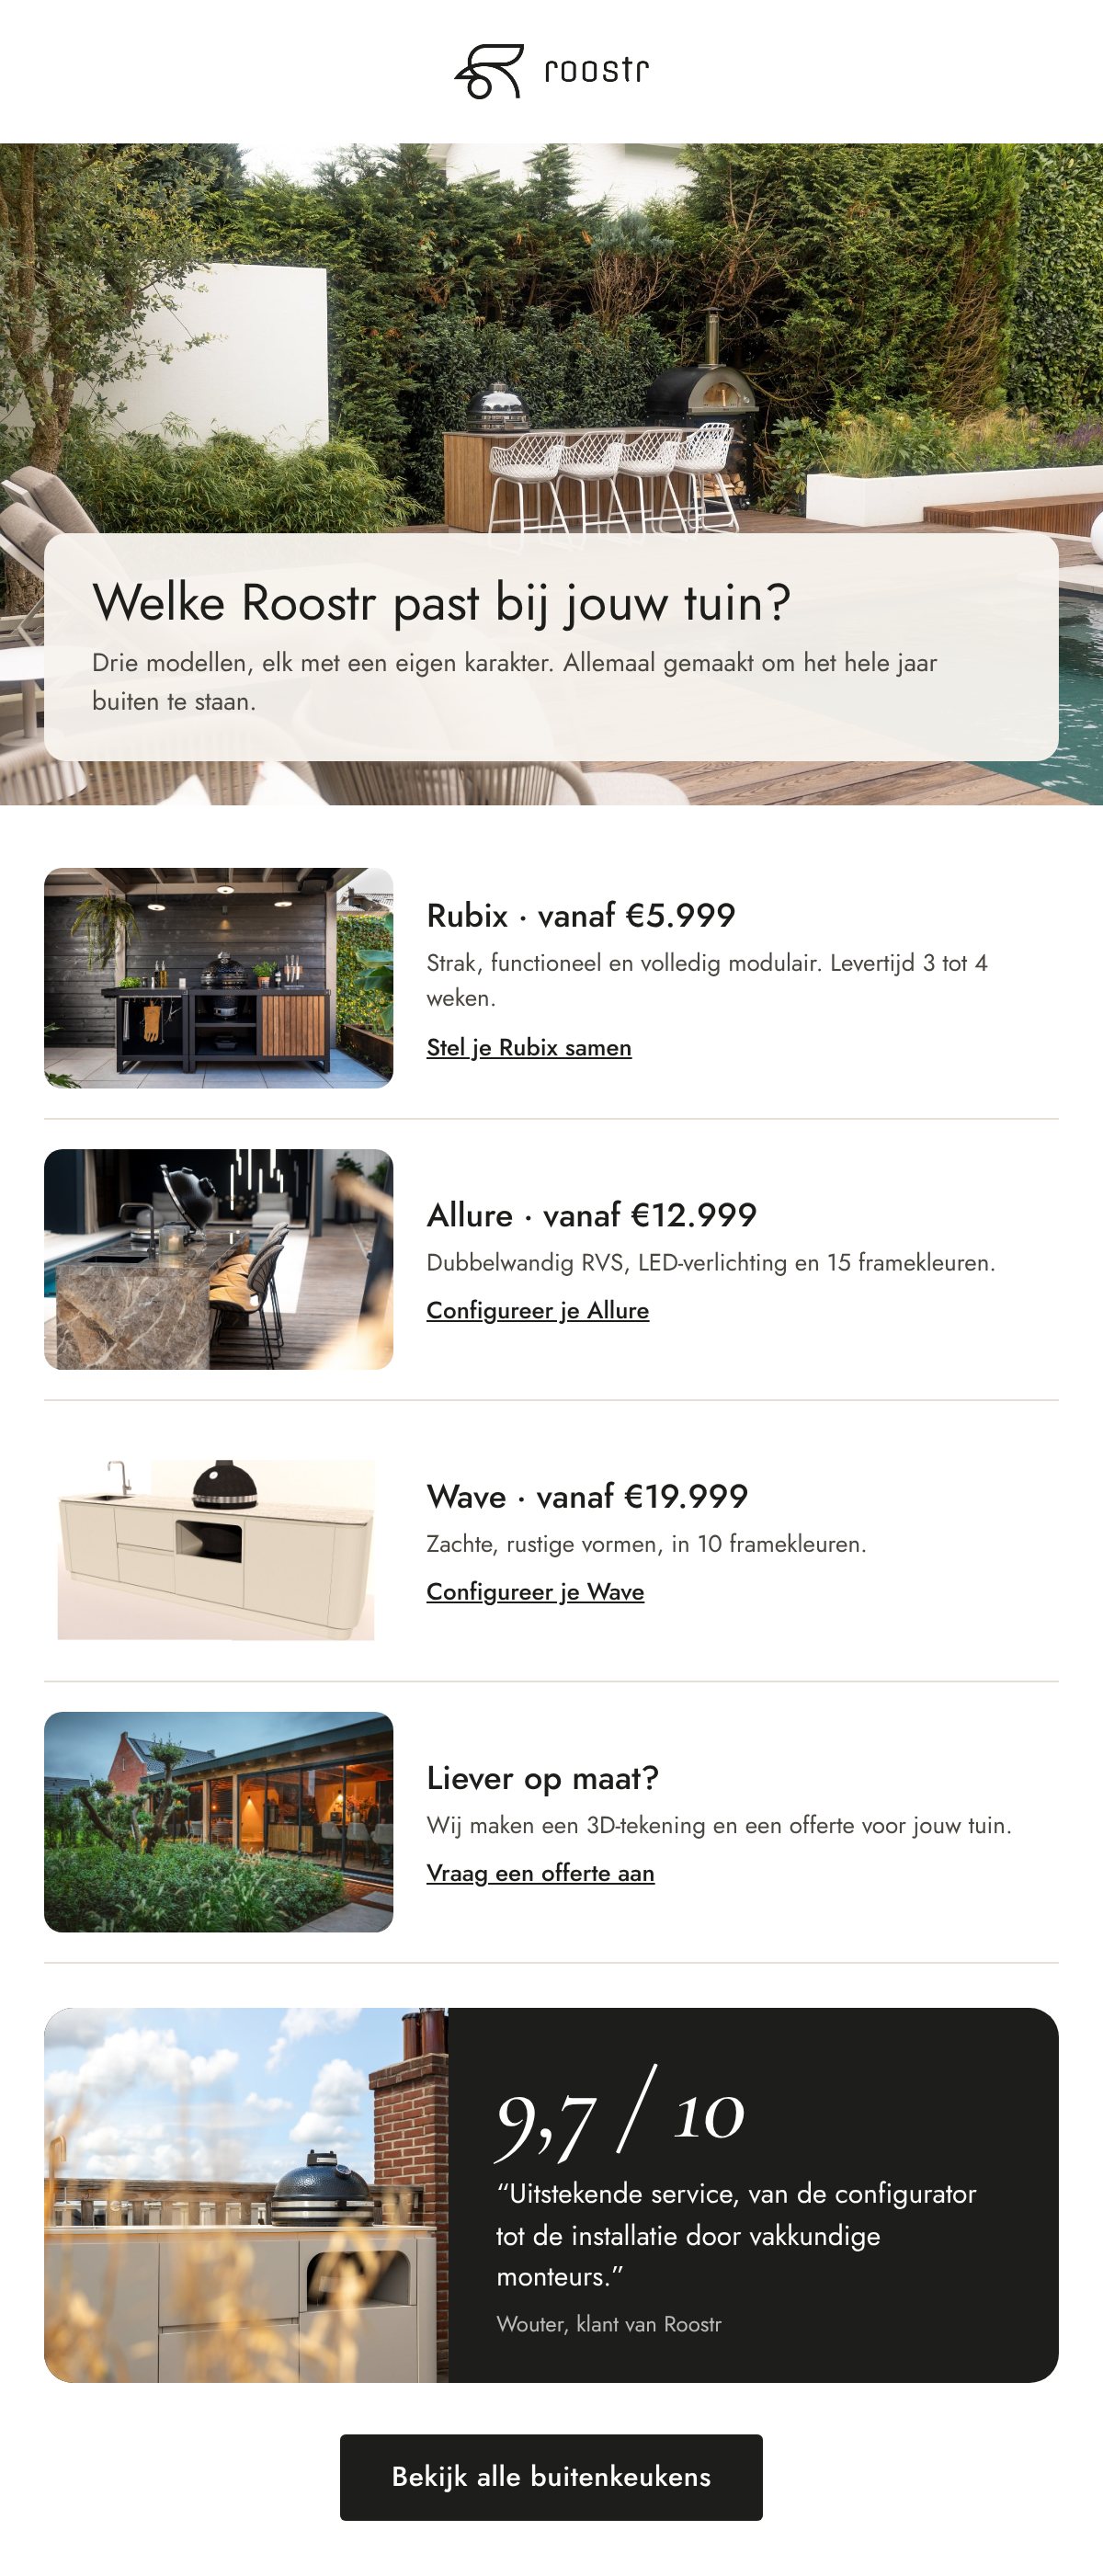 roostr
Welke Roostr past bij jouw tuin?
Drie modellen, elk met een eigen karakter. Allemaal gemaakt om het hele jaar
buiten te staan.
Rubix · vanaf €5.999
Strak, functioneel en volledig modulair. Levertijd 3 tot 4
weken.
Stel je Rubix samen
Allure · vanaf €12.999
Dubbelwandig RVS, LED-verlichting en 15 framekleuren.
Configureer je Allure
Wave · vanaf €19.999
Zachte, rustige vormen, in 10 framekleuren.
Configureer je Wave
Liever op maat?
Wij maken een 3D-tekening en een offerte voor jouw tuin.
Vraag een offerte aan
9,7 / 10
“Uitstekende service, van de configurator
tot de installatie door vakkundige
monteurs.”
Wouter, klant van Roostr
Bekijk alle buitenkeukens